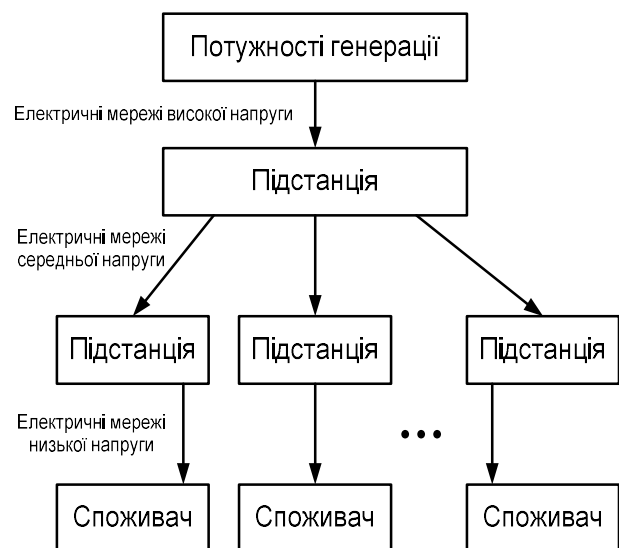 Потужності генерації
Електричні мережі високої напруги
Підстанція
Електричні мережі
середньої напруги
Підстанція
Підстанція
Підстанція
Електричні мережі
низької напруги
...
Споживач
Споживач
Споживач